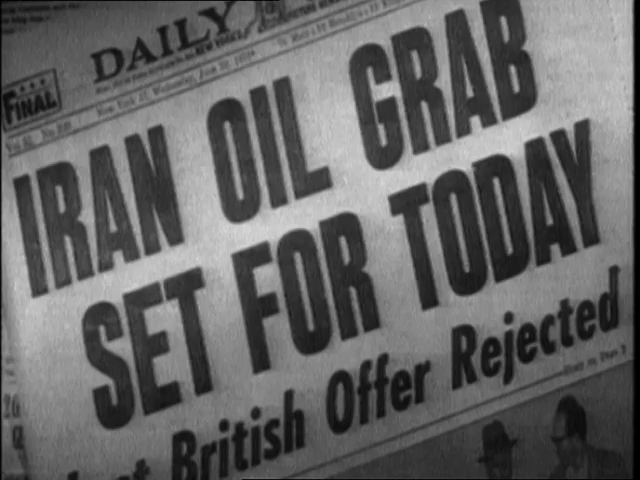 DAILY
FINAL
IRAN OIL GRAB
SET FOR TODAY
British Offer Rejected